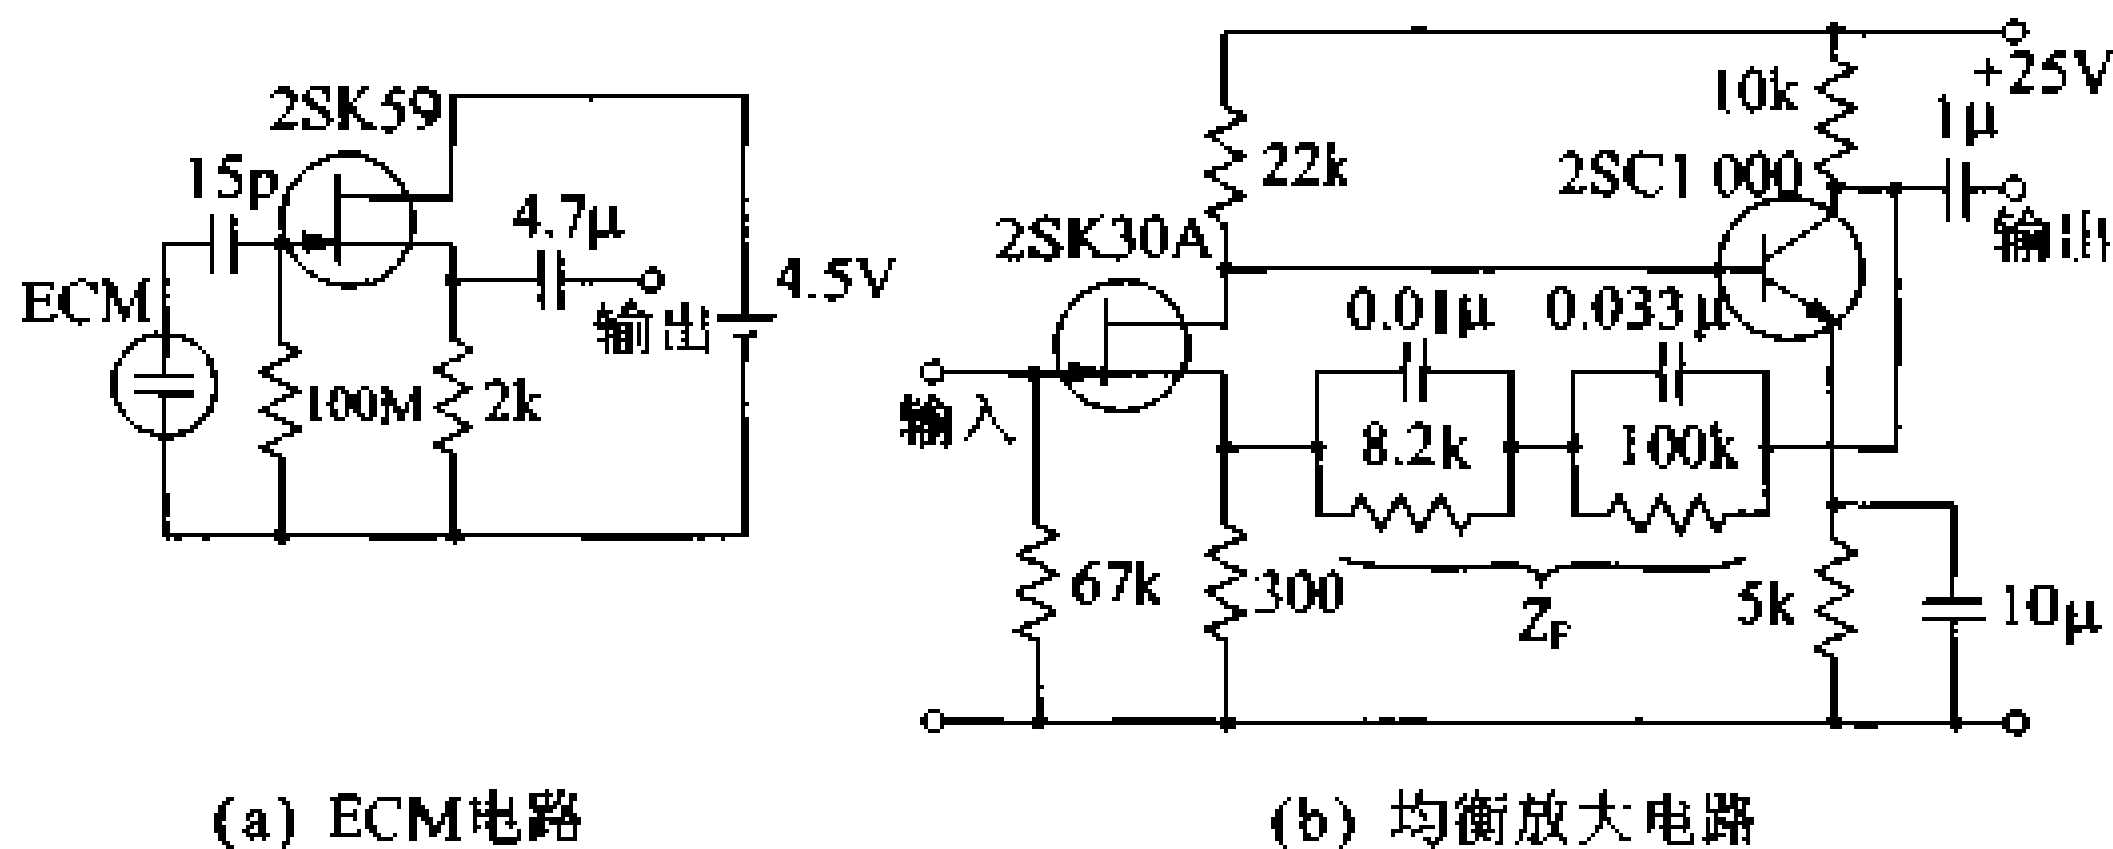 2SK59
15p
4.7μ
ECM
输出
4.5V
100M
2k
(a) ECM电路
+25V
10k
1μ
22k
2SC1 000
输出
2SK30A
0.01μ
0.033μ
输入
8.2k
100k
67k
300
Z_F
5k
10μ
(b) 均衡放大电路